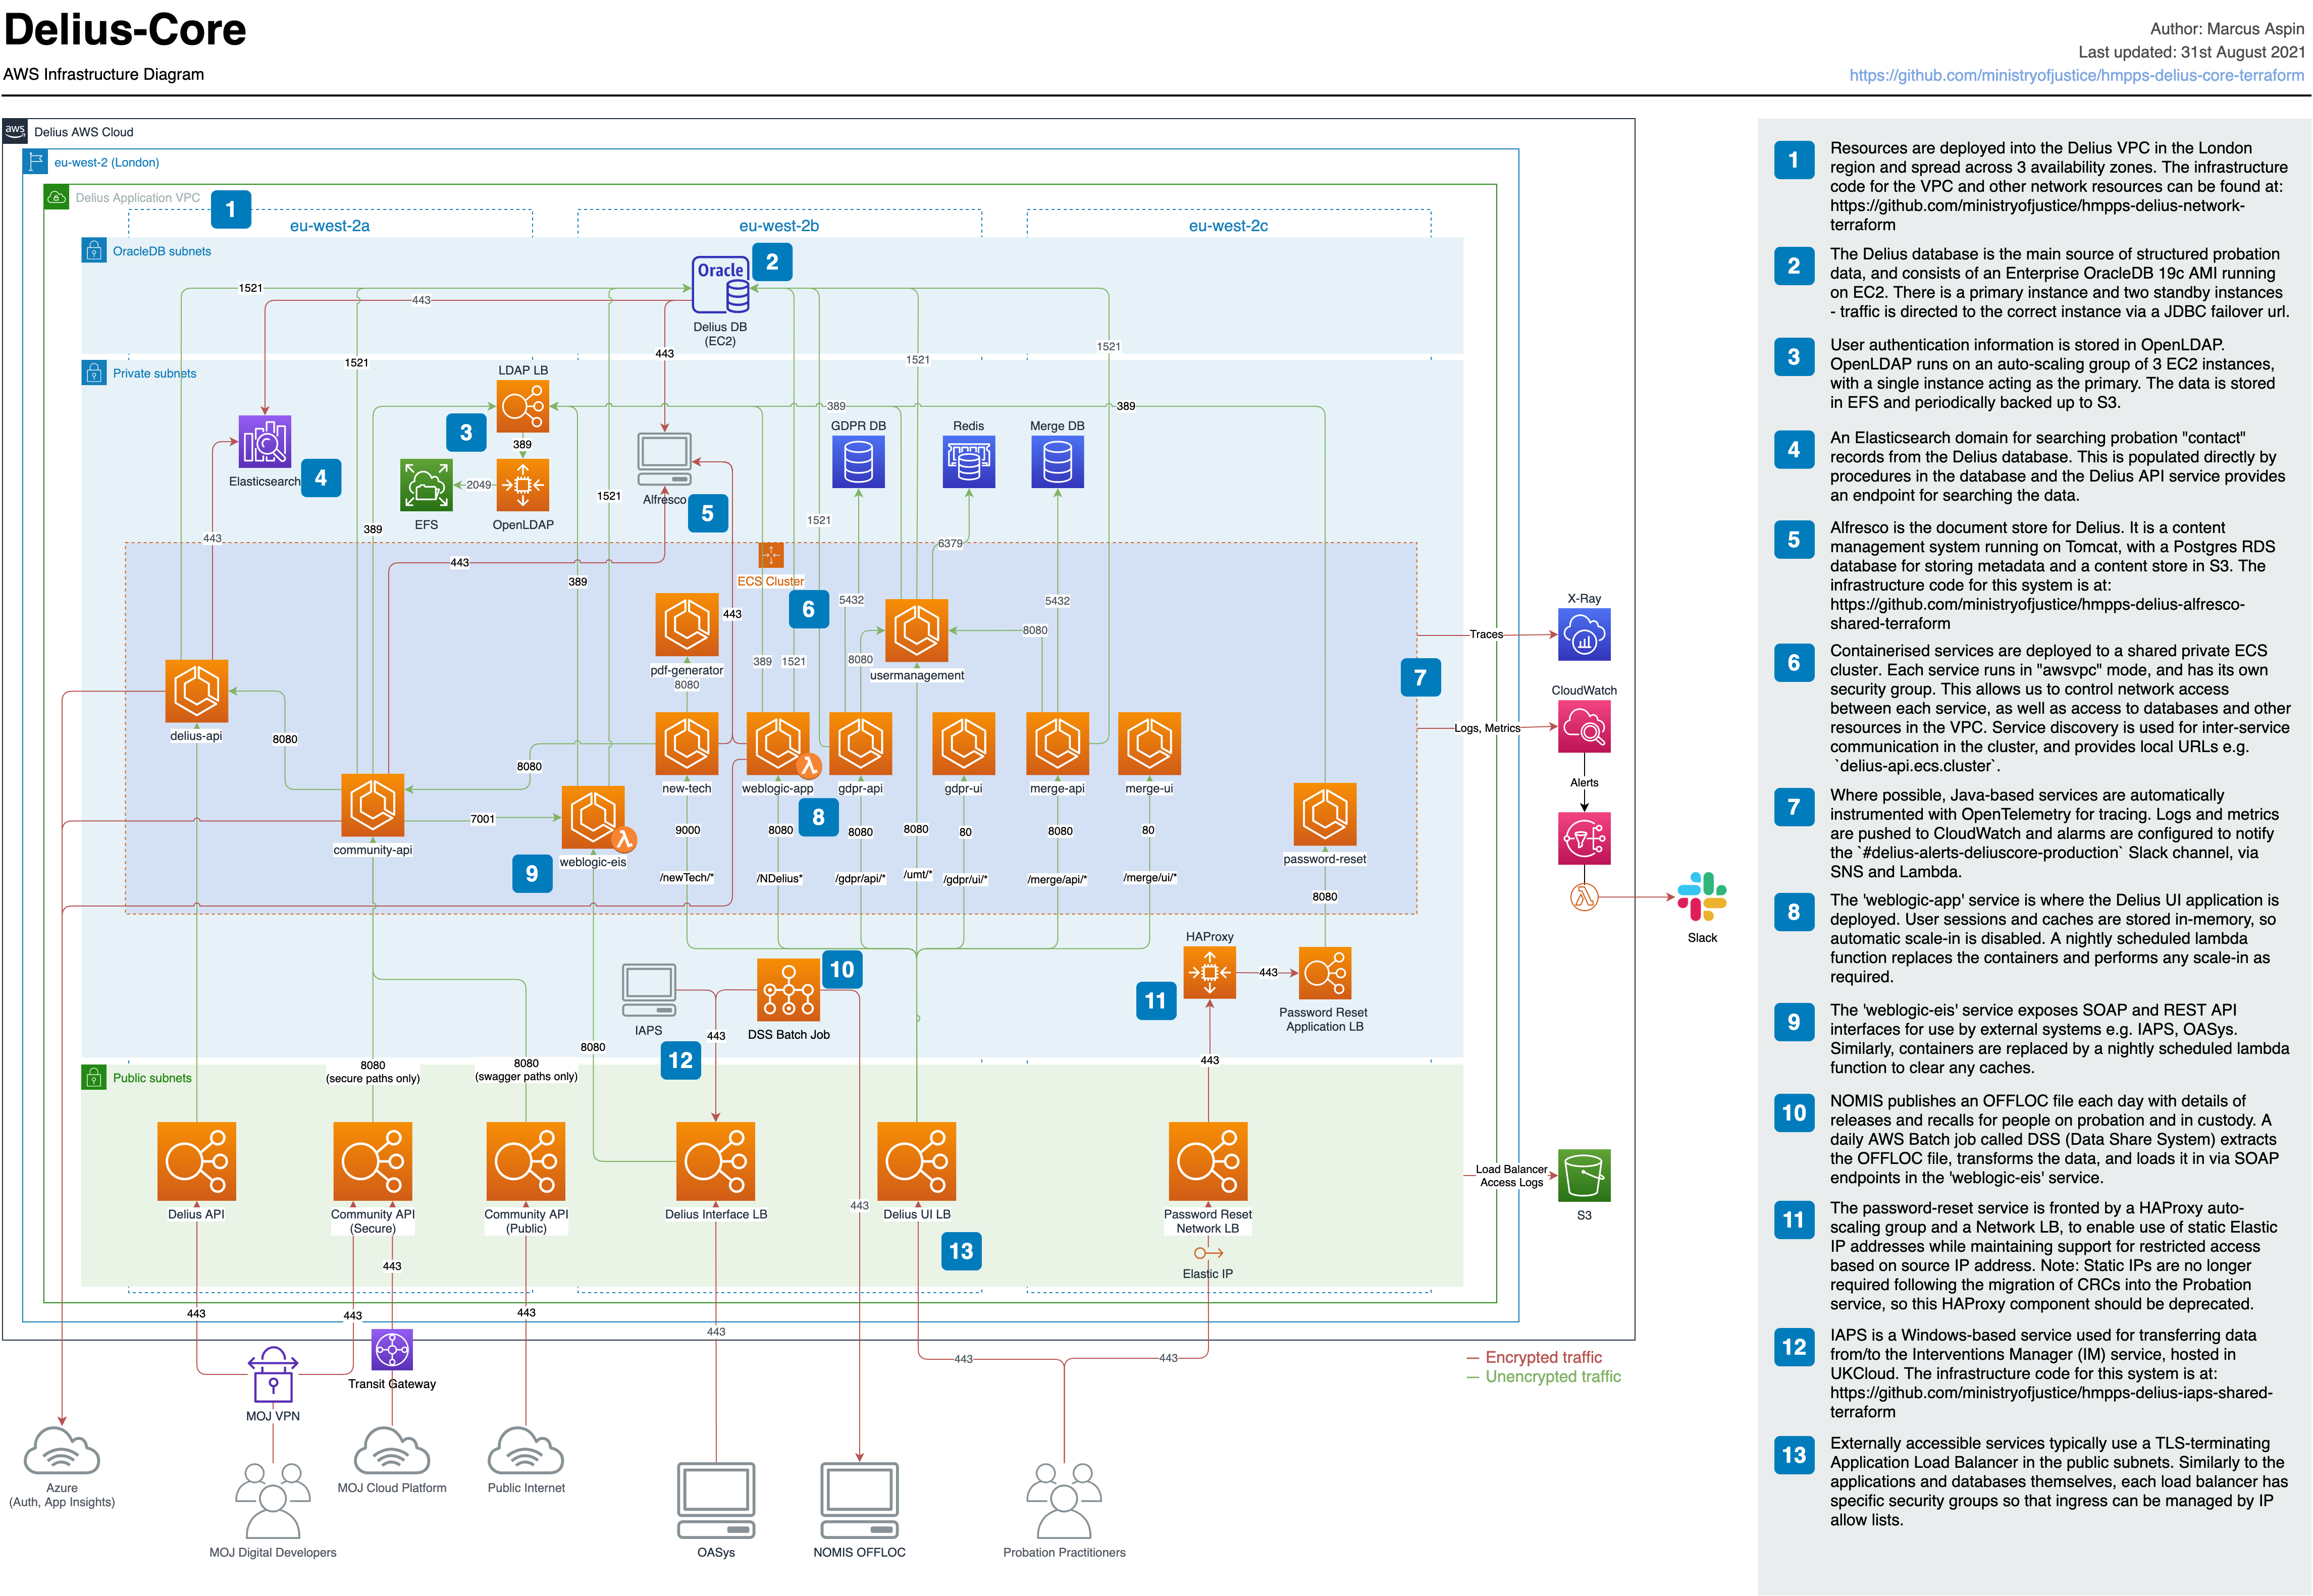 Delius-Core
AWS Infrastructure Diagram
Author: Marcus Aspin
Last updated: 31st August 2021
https://github.com/ministryofjustice/hmpps-delius-core-terraform
aws
Delius AWS Cloud
eu-west-2 (London)
Delius Application VPC
1
eu-west-2a
eu-west-2b
eu-west-2c
OracleDB subnets
Oracle
2
Delius DB
(EC2)
1521
443
443
1521
1521
1521
Private subnets
LDAP LB
3
389
389
389
Elasticsearch
4
EFS
2049
OpenLDAP
Alfresco
5
GDPR DB
Redis
Merge DB
1521
1521
389
443
443
6379
ECS Cluster
6
389
443
5432
5432
8080
pdf-generator
8080
389
1521
8080
usermanagement
7
delius-api
8080
8080
new-tech
weblogic-app
gdpr-api
gdpr-ui
merge-api
merge-ui
8
community-api
7001
weblogic-eis
9
password-reset
9000
8080
8080
8080
80
8080
80
/newTech/*
/NDelius*
/gdpr/api/*
/umt/*
/gdpr/ui/*
/merge/api/*
/merge/ui/*
8080
IAPS
443
DSS Batch Job
10
12
HAProxy
11
443
Password Reset
Application LB
8080
443
Public subnets
8080
(secure paths only)
8080
(swagger paths only)
Delius API
Community API
(Secure)
Community API
(Public)
Delius Interface LB
443
Delius UI LB
13
Password Reset
Network LB
Elastic IP
443
443
443
443
443
443
443
Transit Gateway
MOJ VPN
Azure
(Auth, App Insights)
MOJ Digital Developers
MOJ Cloud Platform
Public Internet
OASys
NOMIS OFFLOC
Probation Practitioners
Encrypted traffic
Unencrypted traffic
X-Ray
Traces
CloudWatch
Logs, Metrics
Alerts
Slack
Load Balancer
Access Logs
S3
1
Resources are deployed into the Delius VPC in the London
region and spread across 3 availability zones. The infrastructure
code for the VPC and other network resources can be found at:
https://github.com/ministryofjustice/hmpps-delius-network-
terraform
2
The Delius database is the main source of structured probation
data, and consists of an Enterprise OracleDB 19c AMI running
on EC2. There is a primary instance and two standby instances
- traffic is directed to the correct instance via a JDBC failover url.
3
User authentication information is stored in OpenLDAP.
OpenLDAP runs on an auto-scaling group of 3 EC2 instances,
with a single instance acting as the primary. The data is stored
in EFS and periodically backed up to S3.
4
An Elasticsearch domain for searching probation "contact"
records from the Delius database. This is populated directly by
procedures in the database and the Delius API service provides
an endpoint for searching the data.
5
Alfresco is the document store for Delius. It is a content
management system running on Tomcat, with a Postgres RDS
database for storing metadata and a content store in S3. The
infrastructure code for this system is at:
https://github.com/ministryofjustice/hmpps-delius-alfresco-
shared-terraform
6
Containerised services are deployed to a shared private ECS
cluster. Each service runs in "awsvpc" mode, and has its own
security group. This allows us to control network access
between each service, as well as access to databases and other
resources in the VPC. Service discovery is used for inter-service
communication in the cluster, and provides local URLs e.g.
`delius-api.ecs.cluster`.
7
Where possible, Java-based services are automatically
instrumented with OpenTelemetry for tracing. Logs and metrics
are pushed to CloudWatch and alarms are configured to notify
the `#delius-alerts-deliuscore-production` Slack channel, via
SNS and Lambda.
8
The 'weblogic-app' service is where the Delius UI application is
deployed. User sessions and caches are stored in-memory, so
automatic scale-in is disabled. A nightly scheduled lambda
function replaces the containers and performs any scale-in as
required.
9
The 'weblogic-eis' service exposes SOAP and REST API
interfaces for use by external systems e.g. IAPS, OASys.
Similarly, containers are replaced by a nightly scheduled lambda
function to clear any caches.
10
NOMIS publishes an OFFLOC file each day with details of
releases and recalls for people on probation and in custody. A
daily AWS Batch job called DSS (Data Share System) extracts
the OFFLOC file, transforms the data, and loads it in via SOAP
endpoints in the 'weblogic-eis' service.
11
The password-reset service is fronted by a HAProxy auto-
scaling group and a Network LB, to enable use of static Elastic
IP addresses while maintaining support for restricted access
based on source IP address. Note: Static IPs are no longer
required following the migration of CRCs into the Probation
service, so this HAProxy component should be deprecated.
12
IAPS is a Windows-based service used for transferring data
from/to the Interventions Manager (IM) service, hosted in
UKCloud. The infrastructure code for this system is at:
https://github.com/ministryofjustice/hmpps-delius-iaps-shared-
terraform
13
Externally accessible services typically use a TLS-terminating
Application Load Balancer in the public subnets. Similarly to the
applications and databases themselves, each load balancer has
specific security groups so that ingress can be managed by IP
allow lists.